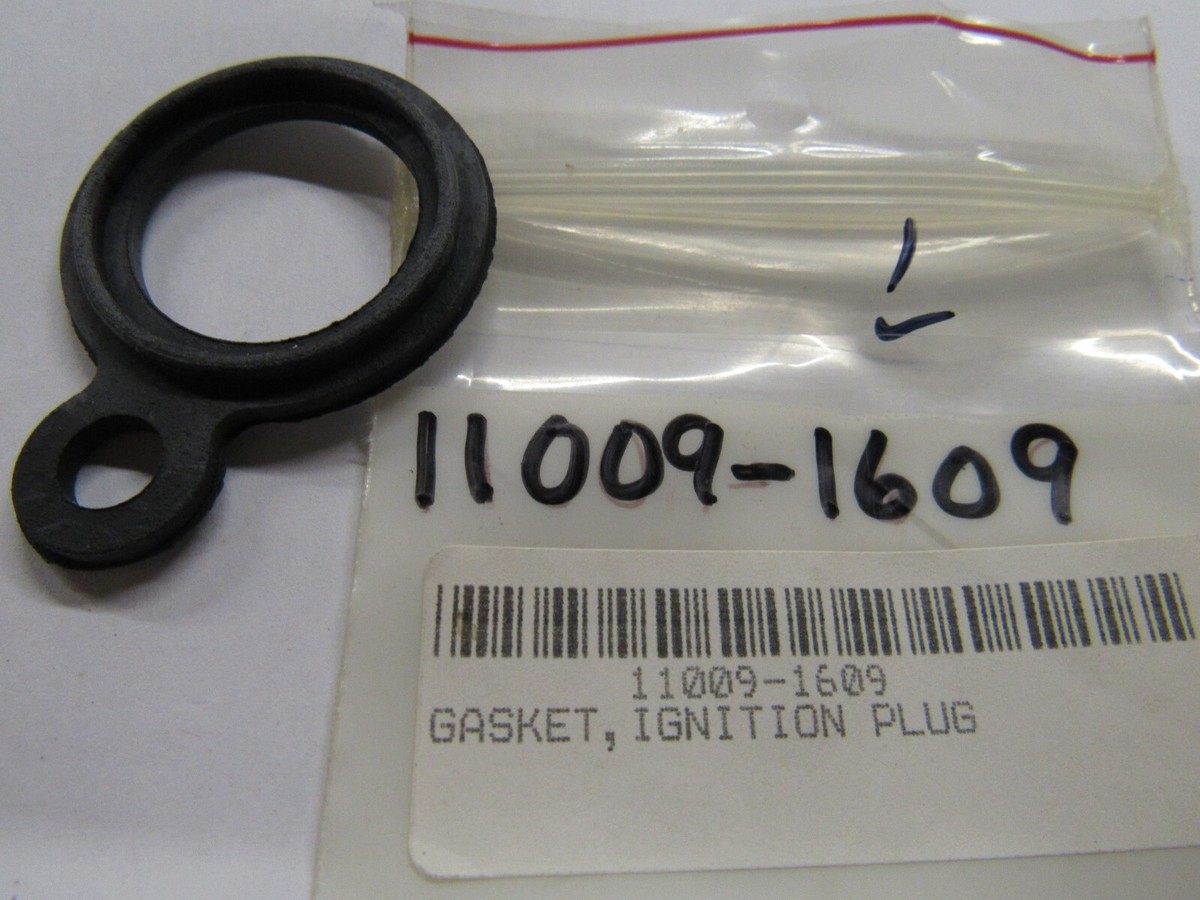 1
✓
11009-1609
11009-1609
GASKET, IGNITION PLUG